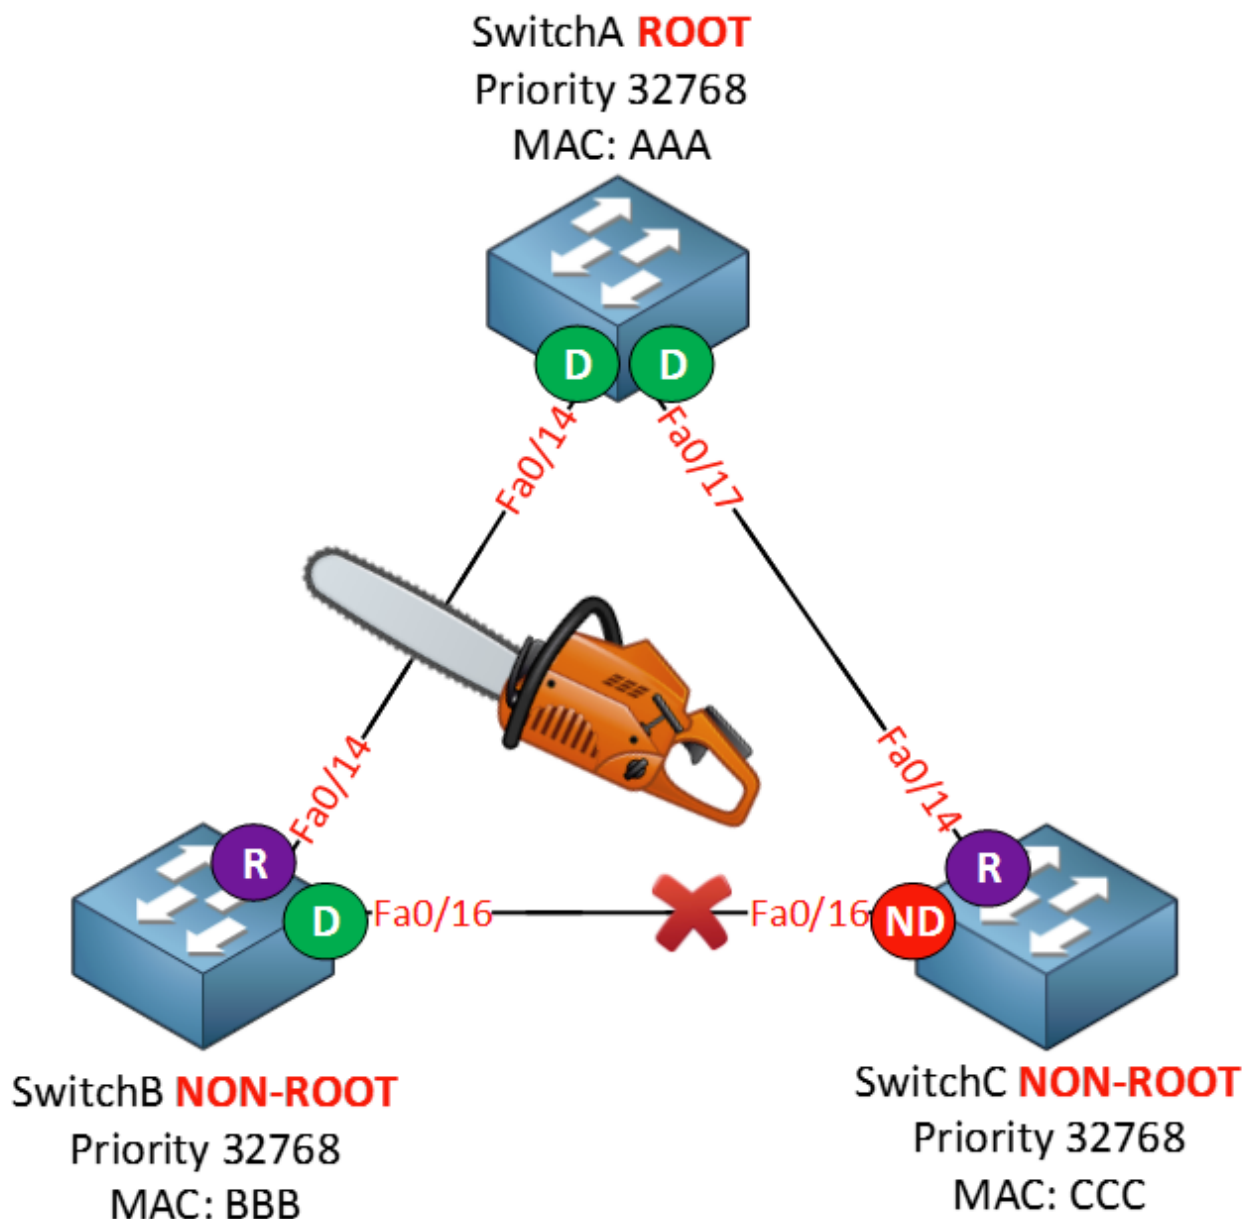 SwitchA ROOT
Priority 32768
MAC: AAA
D
D
Fa0/14
Fa0/17
Fa0/14
Fa0/14
R
R
D
Fa0/16
Fa0/16
ND
SwitchB NON-ROOT
Priority 32768
MAC: BBB
SwitchC NON-ROOT
Priority 32768
MAC: CCC